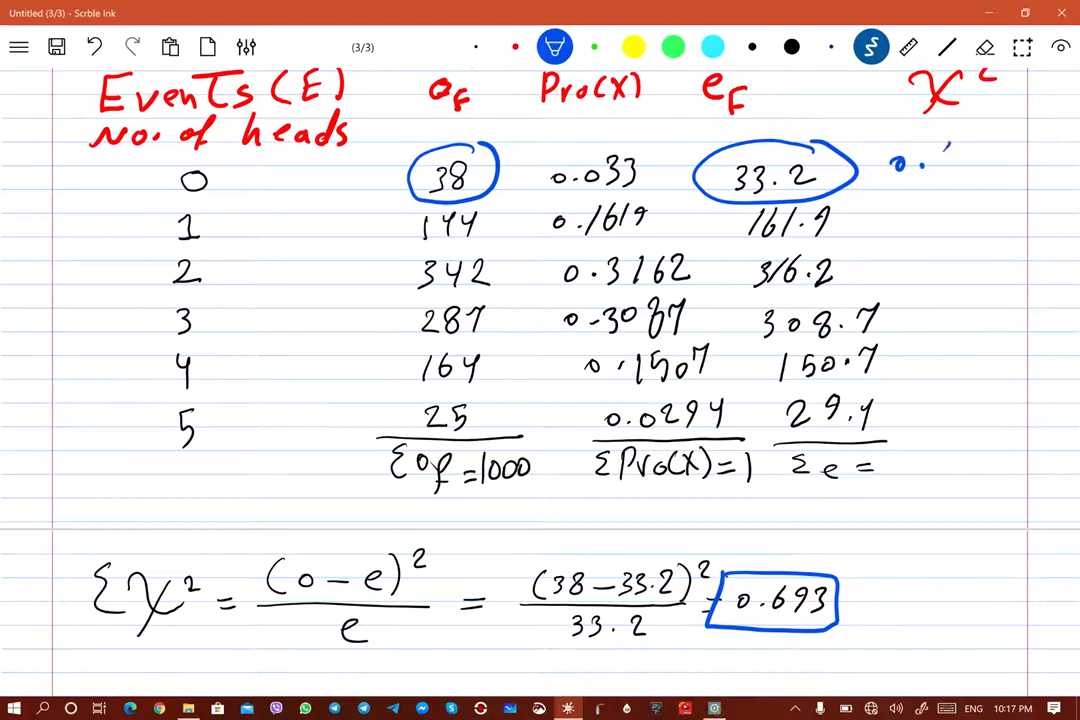 Untitled (3/3) - Scrble Ink
(3/3)
Events (E) oF Pro(X) eF χ²
No. of heads
0 38 0.033 33.2 0.
1 144 0.1619 161.9
2 342 0.3162 316.2
3 287 0.3087 308.7
4 164 0.1507 150.7
5 25 0.0294 29.4
Σof=1000 ΣPro(X)=1 Σe=
Σχ² = (o-e)²/e = (38-33.2)²/33.2 = 0.693
ENG 10:17 PM